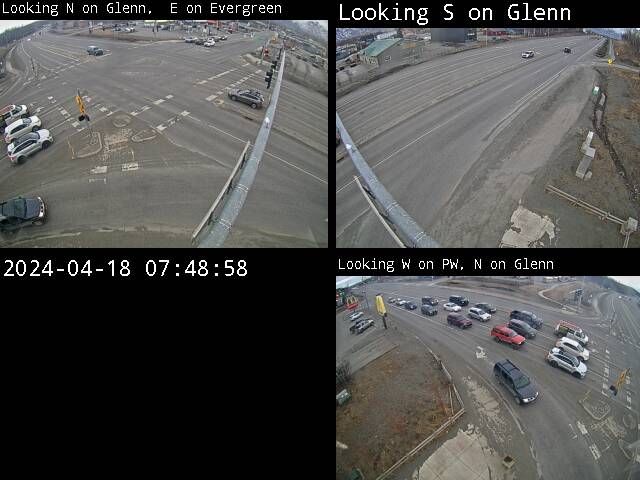 Looking N on Glenn,  E on Evergreen
Looking S on Glenn
2024-04-18 07:48:58
Looking W on PW, N on Glenn